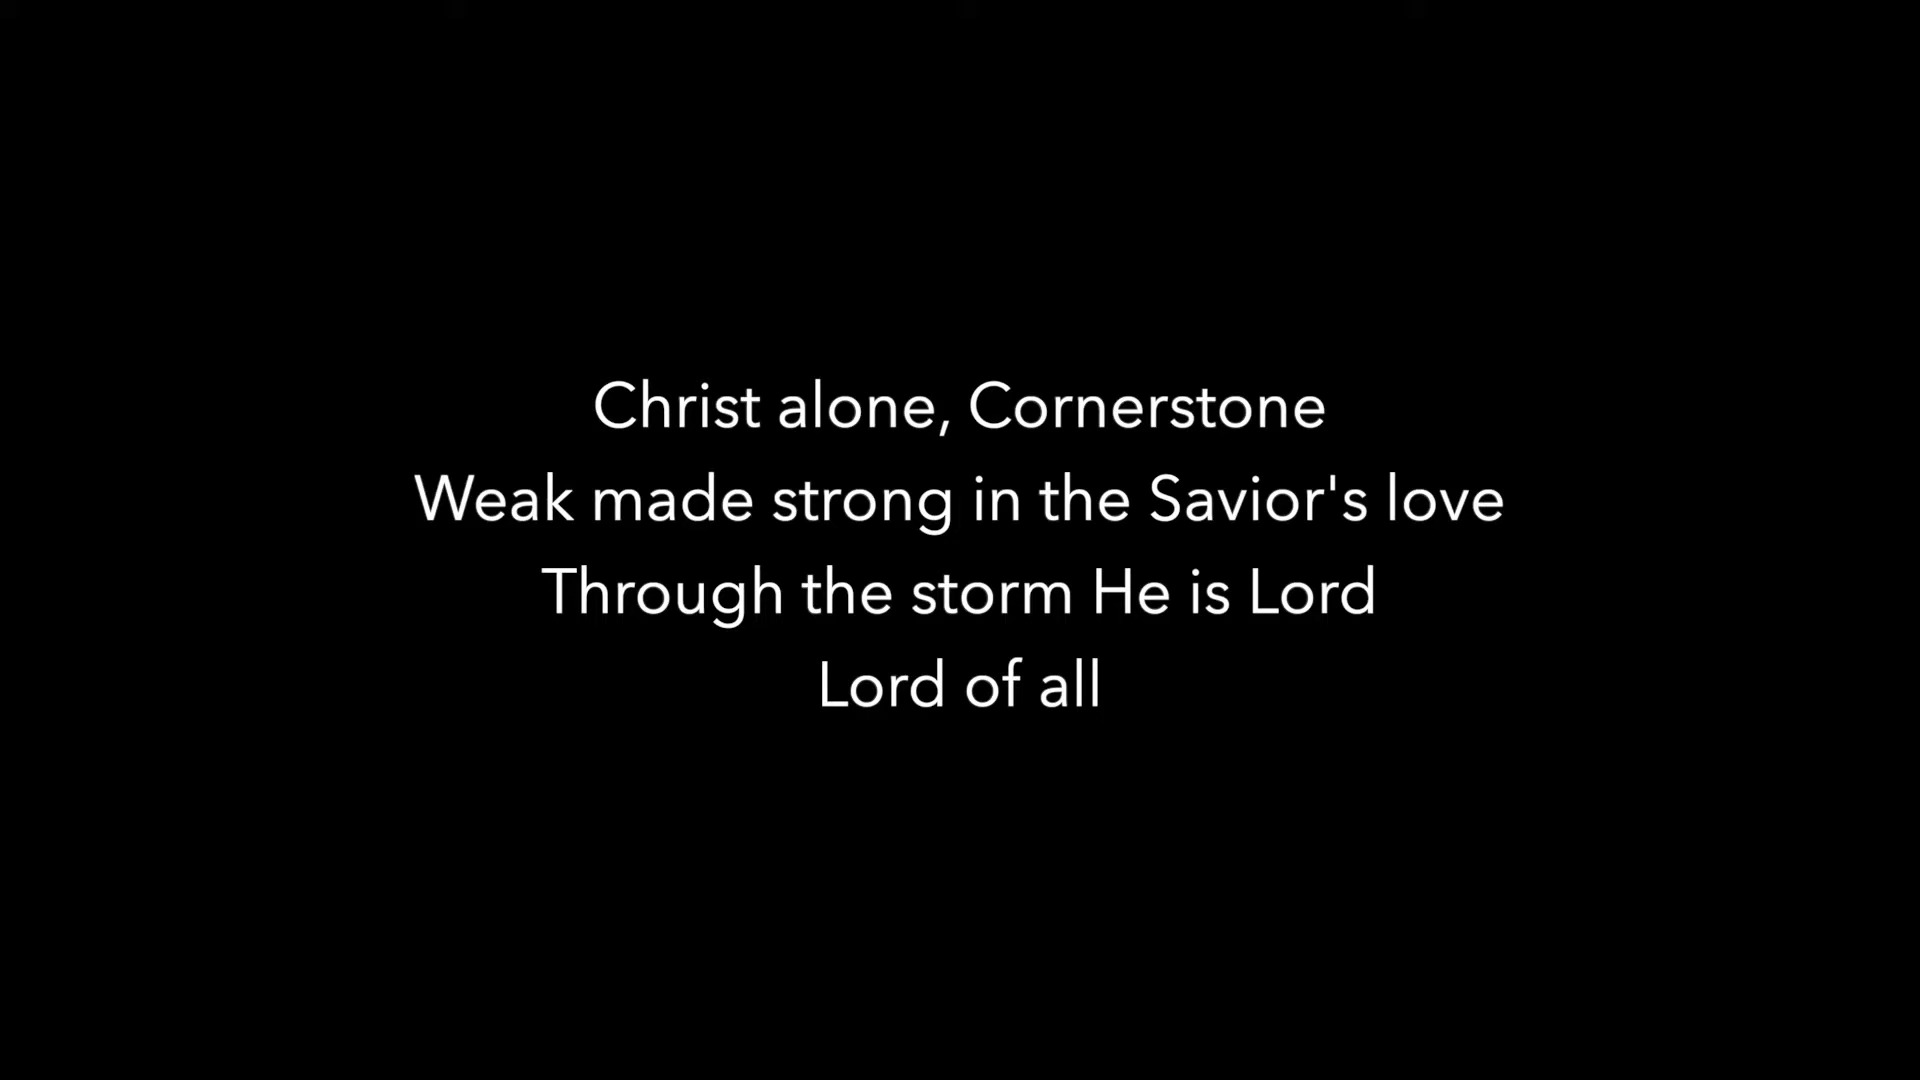 Christ alone, Cornerstone
Weak made strong in the Savior's love
Through the storm He is Lord
Lord of all